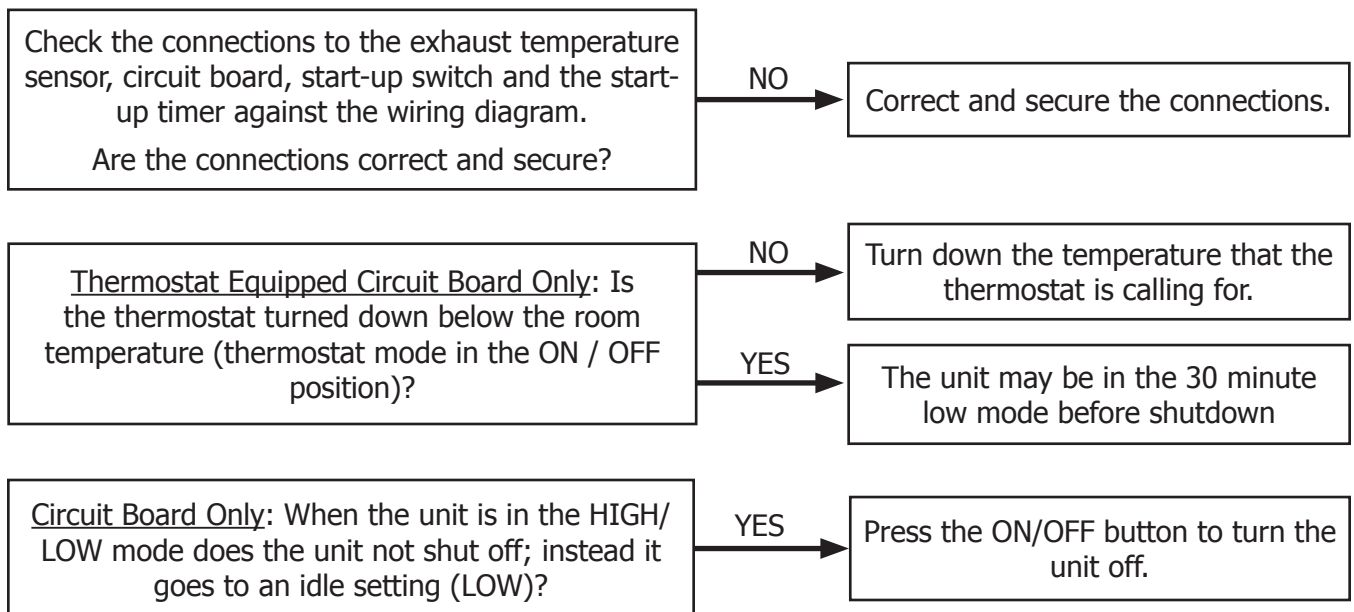 Check the connections to the exhaust temperature
sensor, circuit board, start-up switch and the start-
up timer against the wiring diagram.
Are the connections correct and secure?
NO
Correct and secure the connections.
Thermostat Equipped Circuit Board Only: Is
the thermostat turned down below the room
temperature (thermostat mode in the ON / OFF
position)?
NO
Turn down the temperature that the
thermostat is calling for.
YES
The unit may be in the 30 minute
low mode before shutdown
Circuit Board Only: When the unit is in the HIGH/
LOW mode does the unit not shut off; instead it
goes to an idle setting (LOW)?
YES
Press the ON/OFF button to turn the
unit off.